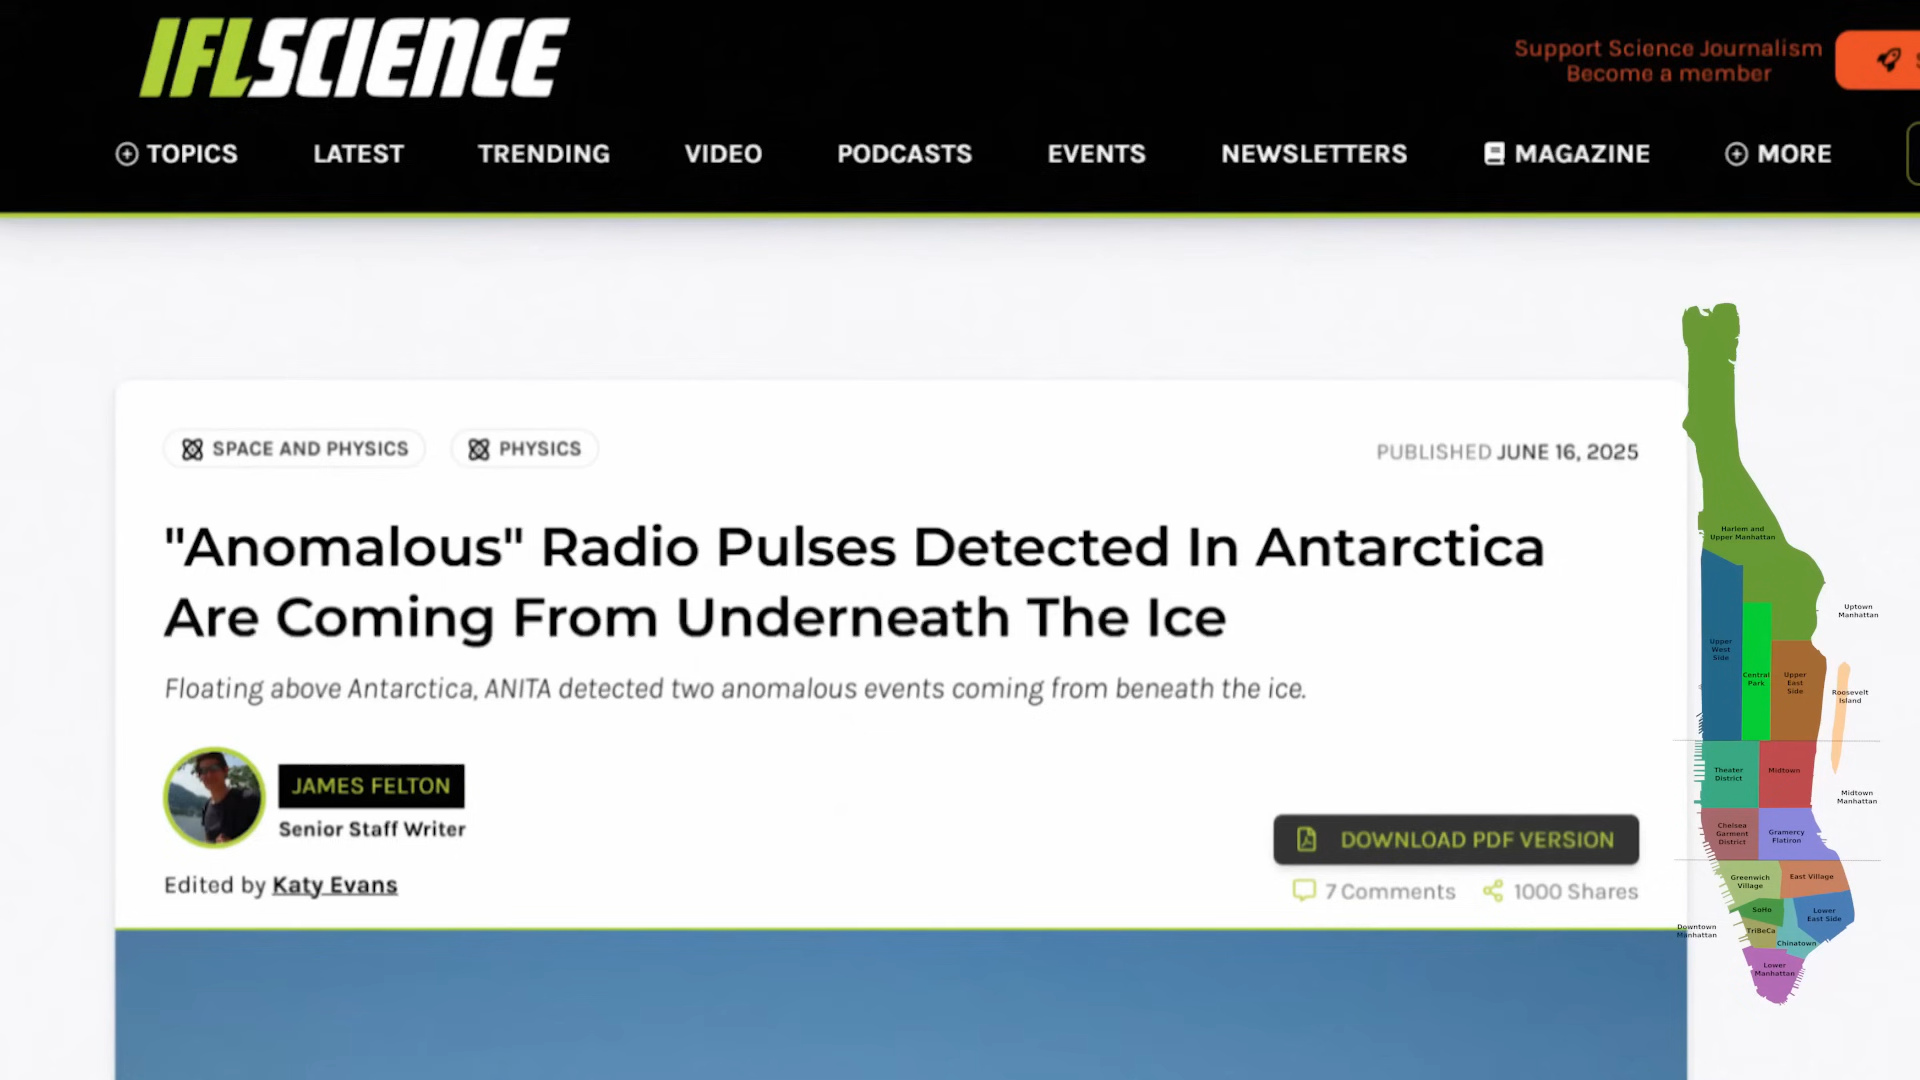 IFLSCIENCE
Support Science Journalism
Become a member
TOPICS
LATEST
TRENDING
VIDEO
PODCASTS
EVENTS
NEWSLETTERS
MAGAZINE
MORE
SPACE AND PHYSICS
PHYSICS
PUBLISHED JUNE 16, 2025
"Anomalous" Radio Pulses Detected In Antarctica
Are Coming From Underneath The Ice
Floating above Antarctica, ANITA detected two anomalous events coming from beneath the ice.
JAMES FELTON
Senior Staff Writer
Edited by Katy Evans
DOWNLOAD PDF VERSION
7 Comments
1000 Shares
Harlem and
Upper Manhattan
Uptown
Manhattan
Upper
West
Side
Central
Park
Upper
East
Side
Roosevelt
Island
Theater
District
Midtown
Midtown
Manhattan
Chelsea
Garment
District
Gramercy
Flatiron
Greenwich
Village
East Village
SoHo
Lower
East Side
TriBeCa
Downtown
Manhattan
Chinatown
Lower
Manhattan